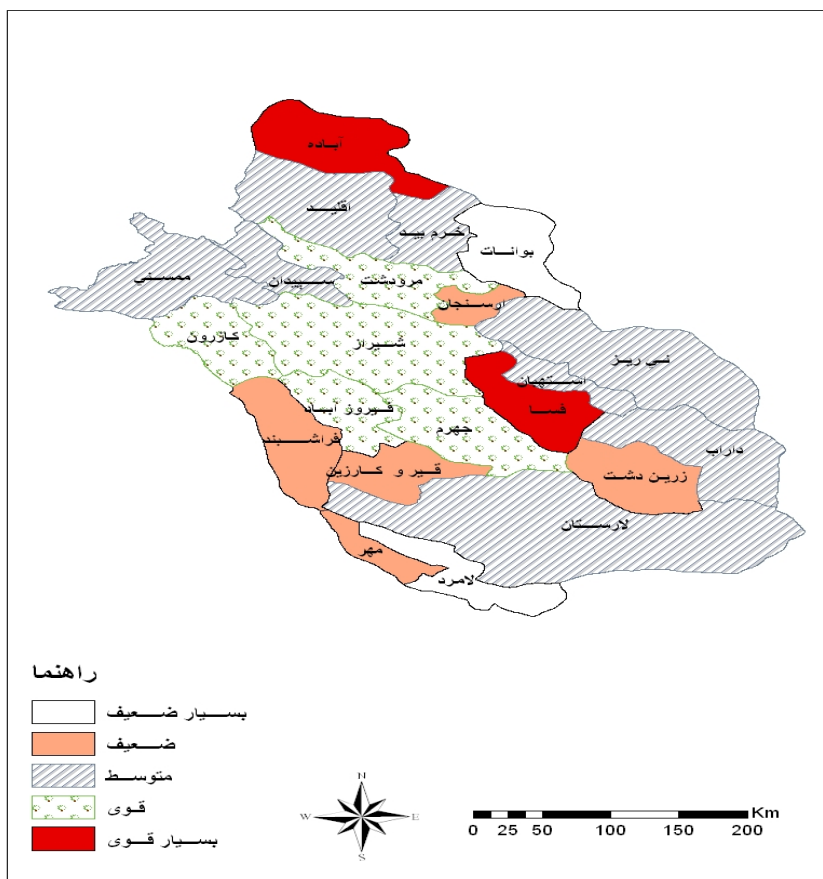 آباده
اقلید
خرم بید
بوانات
ممسنی
سپیدان
مرودشت
ارسنجان
کازرون
شیراز
نی ریز
استهبان
فسا
فیروز آباد
جهرم
فراشبند
داراب
قیر و کارزین
زرین دشت
لارستان
مهر
لامرد
راهنما
بسیار ضعیف
ضعیف
متوسط
قوی
بسیار قوی
N
W E
S
Km
0 25 50 100 150 200